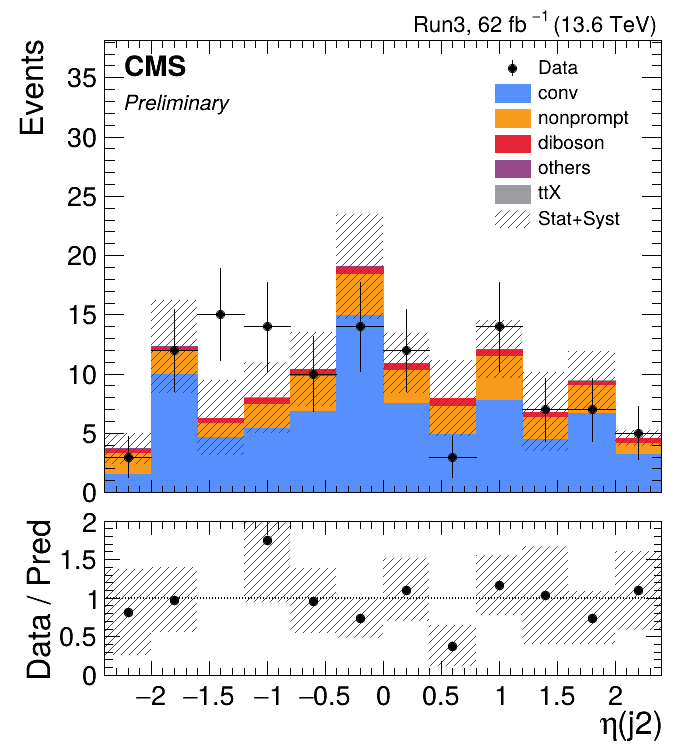 Run3, 62 fb⁻¹ (13.6 TeV)
CMS
Preliminary
Events
35
30
25
20
15
10
5
0
Data
conv
nonprompt
diboson
others
ttX
Stat+Syst
Data / Pred
2
1.5
1
0.5
0
−2 −1.5 −1 −0.5 0 0.5 1 1.5 2
η(j2)